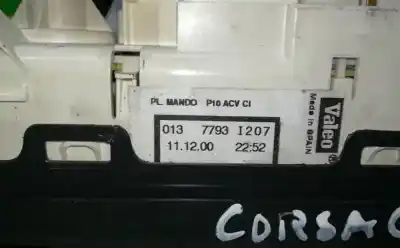 PL. MANDO P10 ACV CI
013 7793 I207
11.12.00 22:52
Valeo
Made in SPAIN
CORSA C